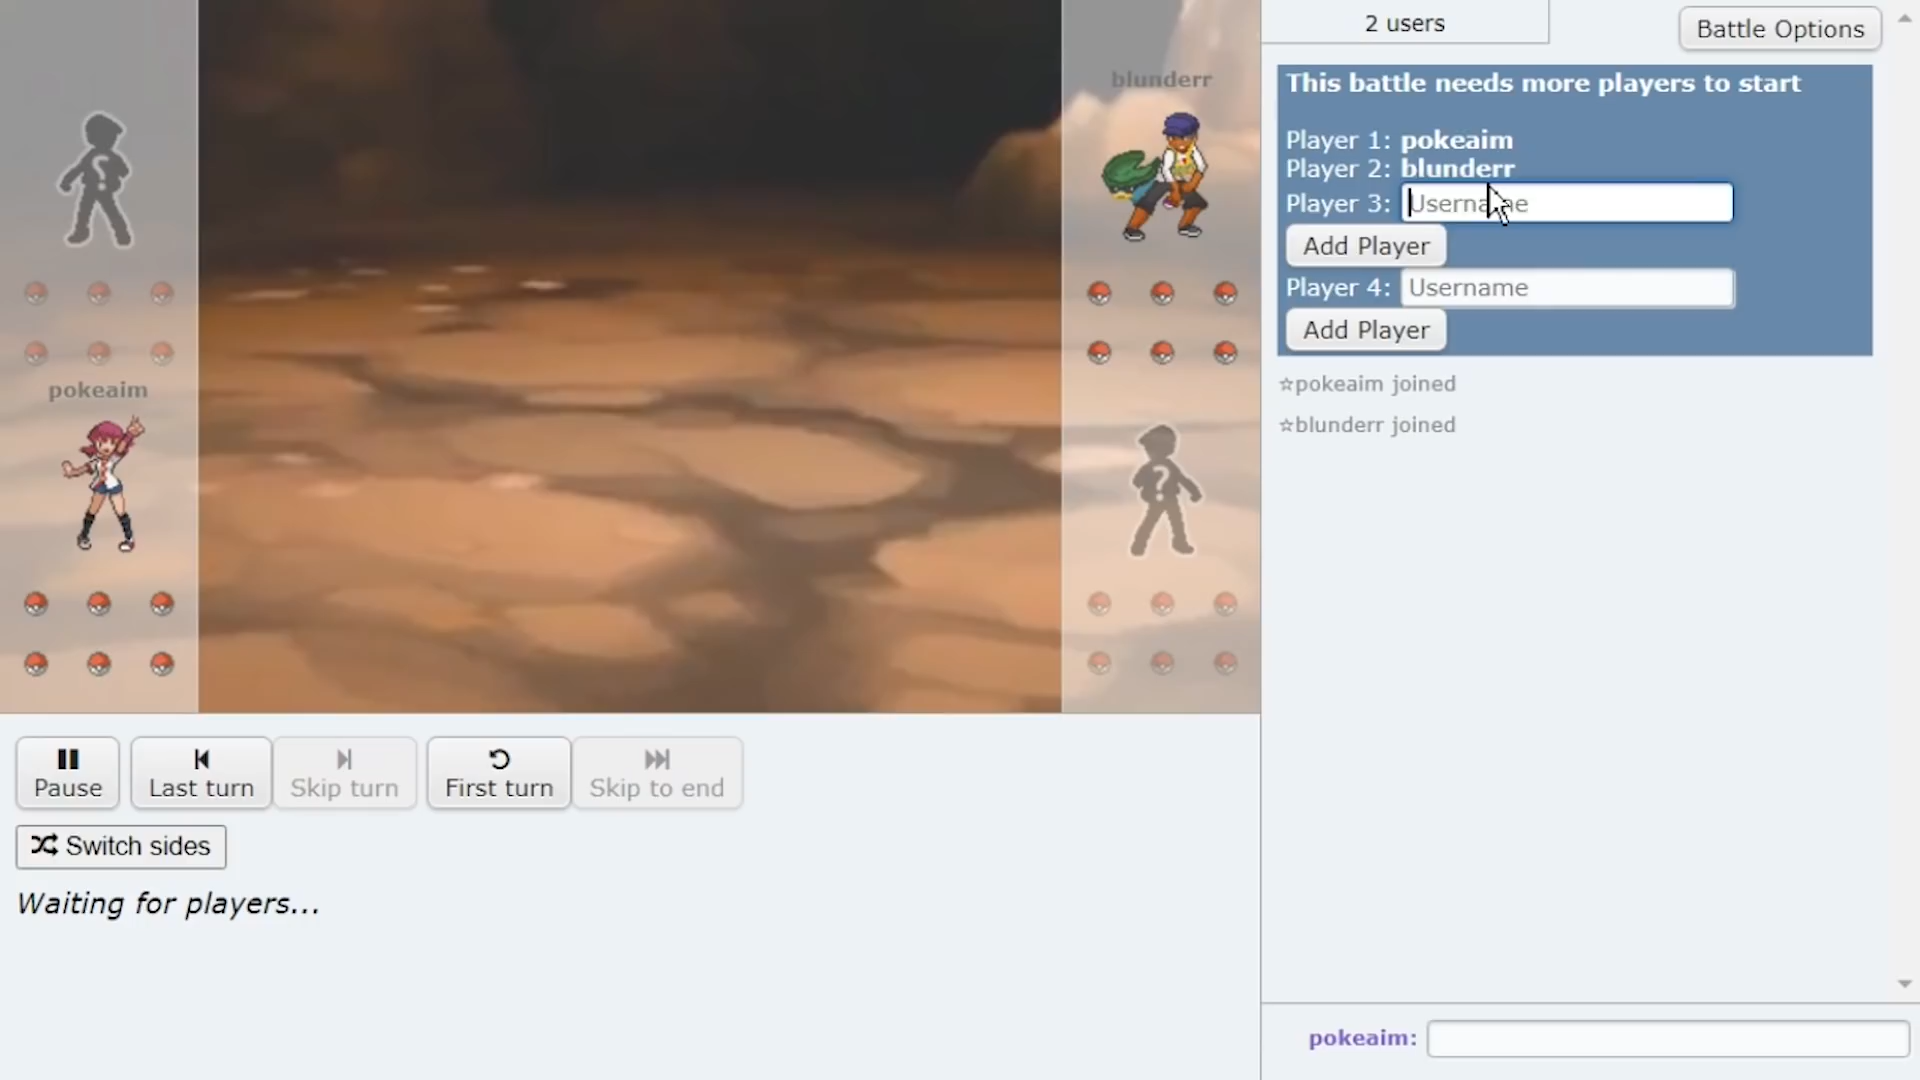 2 users
Battle Options
blunderr
This battle needs more players to start
Player 1: pokeaim
Player 2: blunderr
Player 3: Username
Add Player
Player 4: Username
Add Player
☆pokeaim joined
☆blunderr joined
pokeaim
Pause
Last turn
Skip turn
First turn
Skip to end
Switch sides
Waiting for players...
pokeaim: